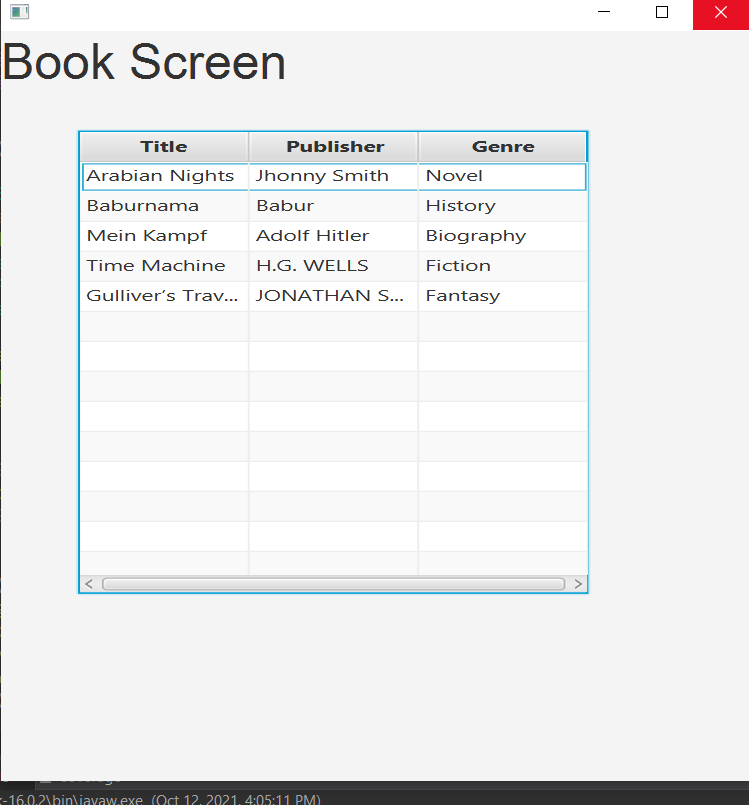 Book Screen
Title Publisher Genre
Arabian Nights Jhonny Smith Novel
Baburnama Babur History
Mein Kampf Adolf Hitler Biography
Time Machine H.G. WELLS Fiction
Gulliver’s Trav... JONATHAN S... Fantasy
-16.0.2\bin\javaw.exe (Oct 12, 2021, 4:05:11 PM)